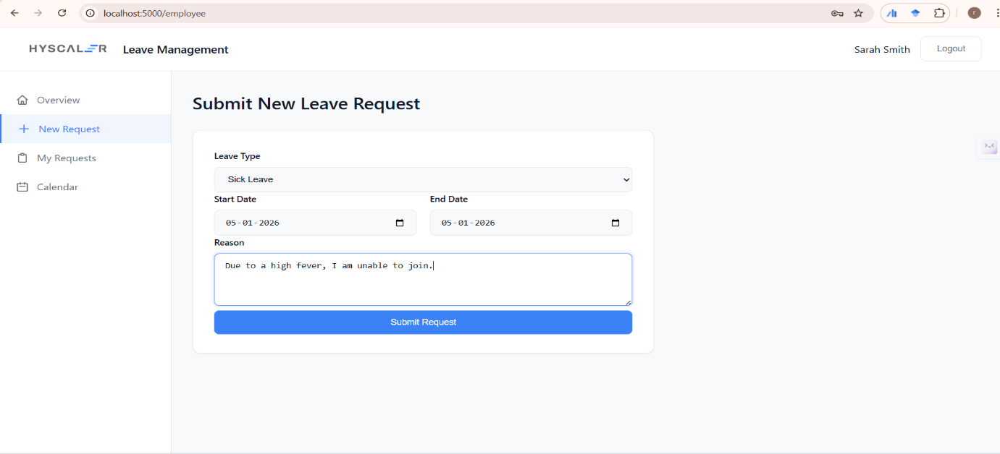 localhost:5000/employee
r
HYSCALER Leave Management
Sarah Smith Logout
Overview
New Request
My Requests
Calendar
Submit New Leave Request
Leave Type
Sick Leave
Start Date End Date
05-01-2026 05-01-2026
Reason
Due to a high fever, I am unable to join.
Submit Request